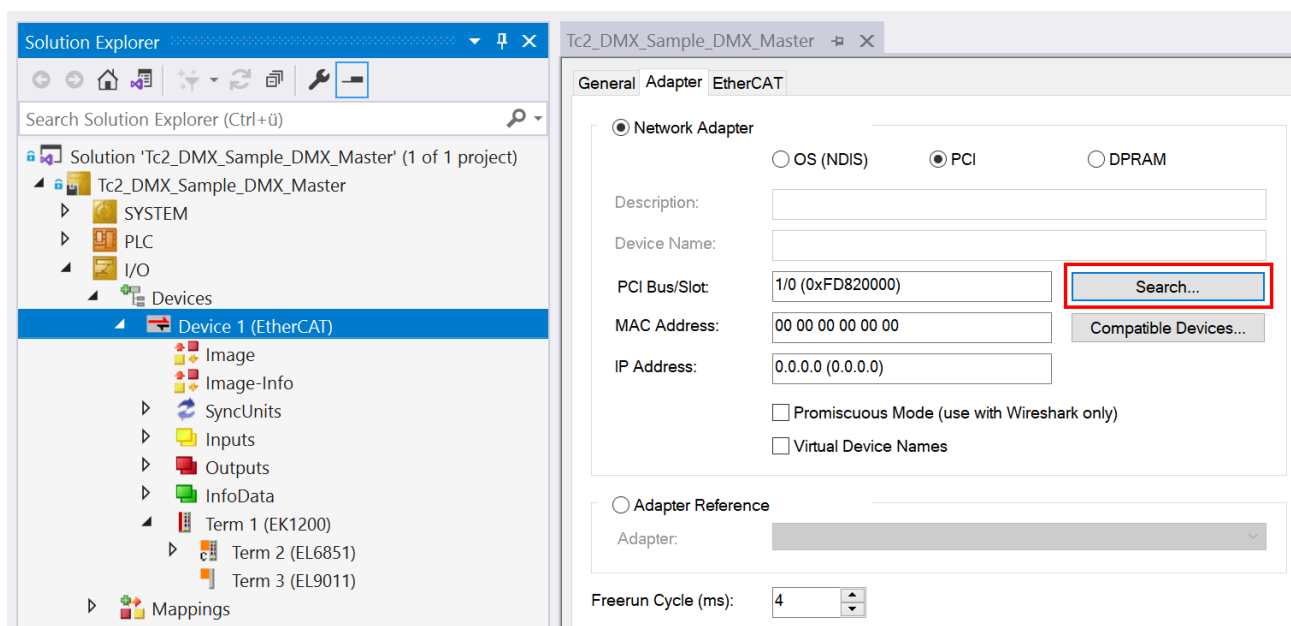 Solution Explorer
Search Solution Explorer (Ctrl+ü)
Solution 'Tc2_DMX_Sample_DMX_Master' (1 of 1 project)
Tc2_DMX_Sample_DMX_Master
SYSTEM
PLC
I/O
Devices
Device 1 (EtherCAT)
Image
Image-Info
SyncUnits
Inputs
Outputs
InfoData
Term 1 (EK1200)
Term 2 (EL6851)
Term 3 (EL9011)
Mappings
Tc2_DMX_Sample_DMX_Master
General Adapter EtherCAT
Network Adapter
OS (NDIS) PCI DPRAM
Description:
Device Name:
PCI Bus/Slot: 1/0 (0xFD820000) Search...
MAC Address: 00 00 00 00 00 00 Compatible Devices...
IP Address: 0.0.0.0 (0.0.0.0)
Promiscuous Mode (use with Wireshark only)
Virtual Device Names
Adapter Reference
Adapter:
Freerun Cycle (ms): 4